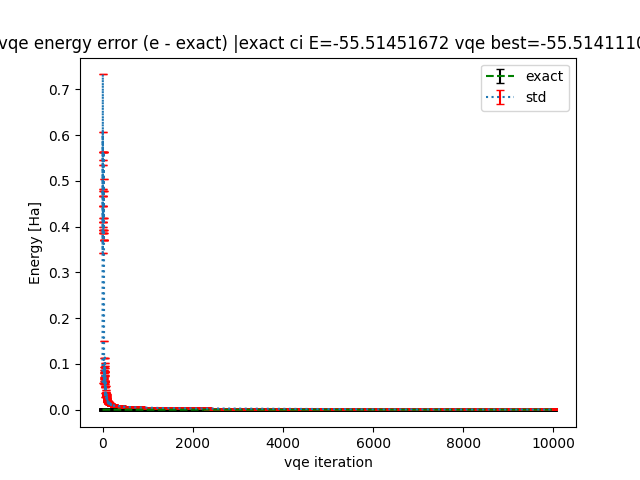 vqe energy error (e - exact) |exact ci E=-55.51451672 vqe best=-55.5141110
exact
std
0.7
0.6
0.5
0.4
0.3
0.2
0.1
0.0
Energy [Ha]
0 2000 4000 6000 8000 10000
vqe iteration